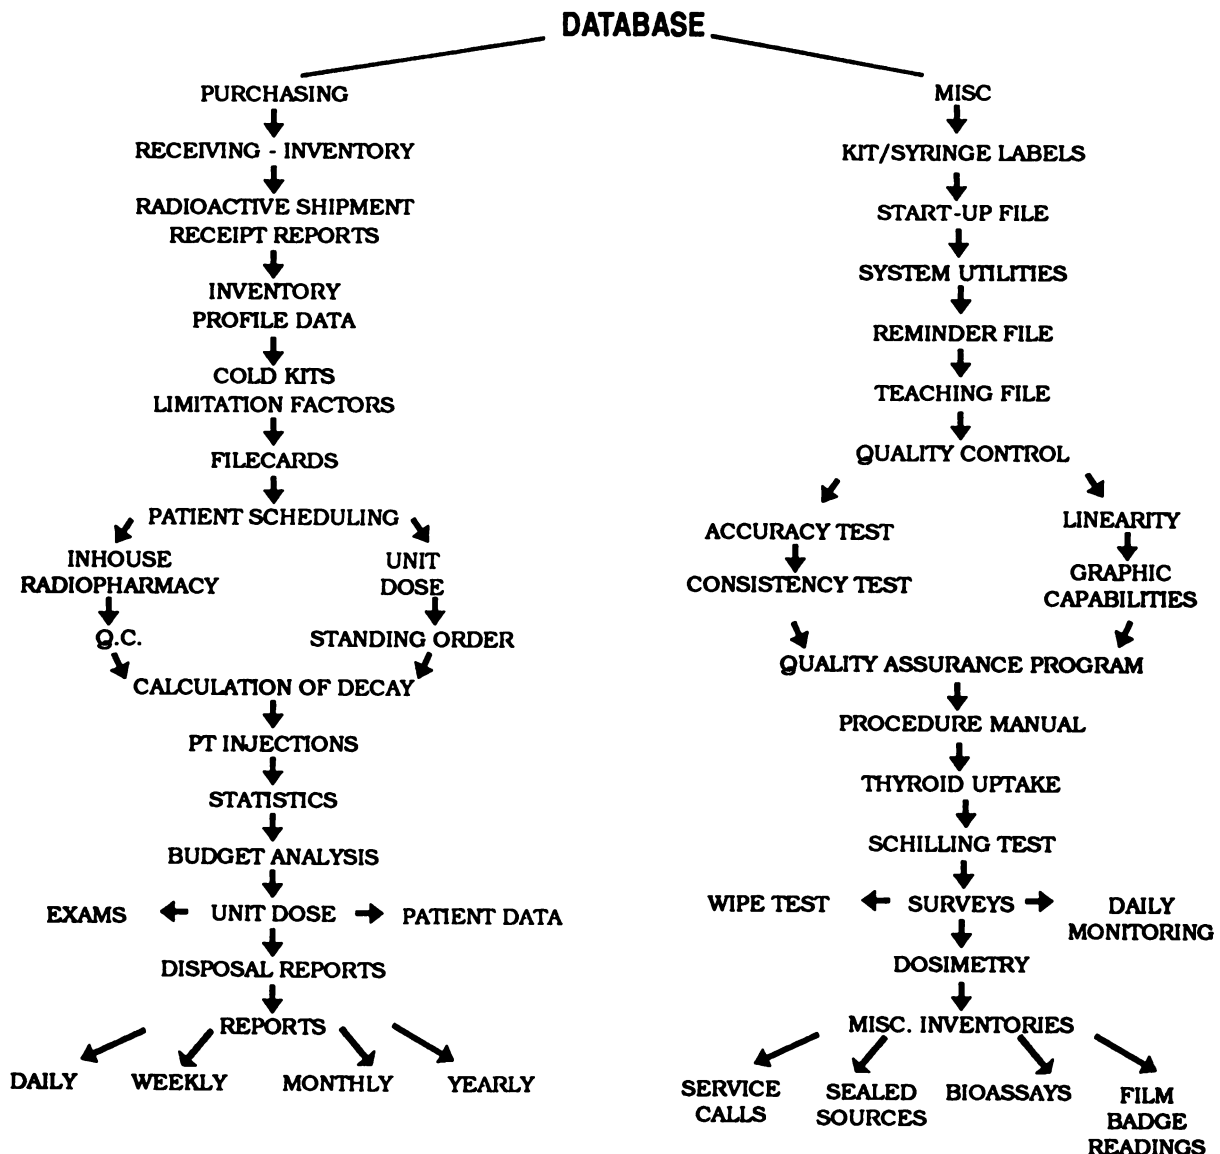 DATABASE
PURCHASING
RECEIVING - INVENTORY
RADIOACTIVE SHIPMENT
RECEIPT REPORTS
INVENTORY
PROFILE DATA
COLD KITS
LIMITATION FACTORS
FILECARDS
PATIENT SCHEDULING
INHOUSE
RADIOPHARMACY
UNIT
DOSE
Q.C.
STANDING ORDER
CALCULATION OF DECAY
PT INJECTIONS
STATISTICS
BUDGET ANALYSIS
EXAMS
UNIT DOSE
PATIENT DATA
DISPOSAL REPORTS
REPORTS
DAILY
WEEKLY
MONTHLY
YEARLY
MISC
KIT/SYRINGE LABELS
START-UP FILE
SYSTEM UTILITIES
REMINDER FILE
TEACHING FILE
QUALITY CONTROL
ACCURACY TEST
CONSISTENCY TEST
LINEARITY
GRAPHIC
CAPABILITIES
QUALITY ASSURANCE PROGRAM
PROCEDURE MANUAL
THYROID UPTAKE
SCHILLING TEST
WIPE TEST
SURVEYS
DAILY
MONITORING
DOSIMETRY
MISC. INVENTORIES
SERVICE
CALLS
SEALED
SOURCES
BIOASSAYS
FILM
BADGE
READINGS